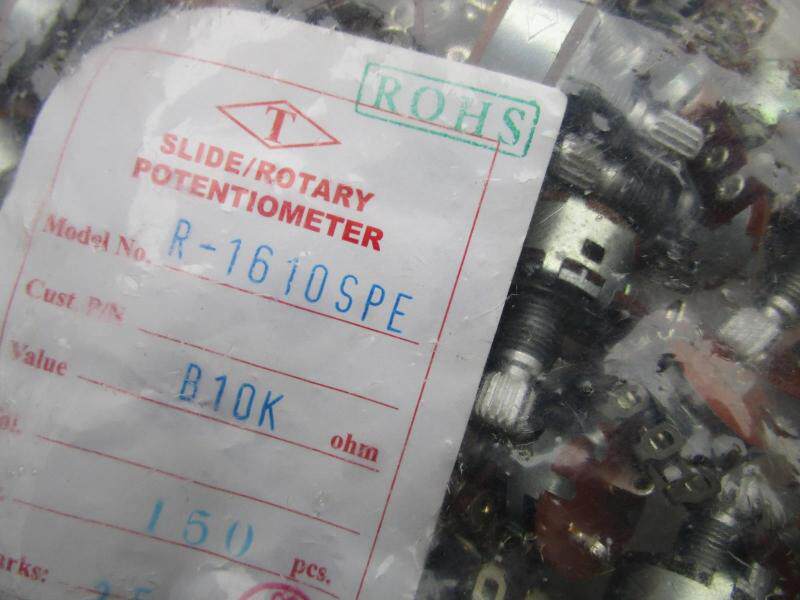 ROHS
T
SLIDE/ROTARY
POTENTIOMETER
Model No. R-1610SPE
Cust. P/N
Value B10K ohm
150 pcs.